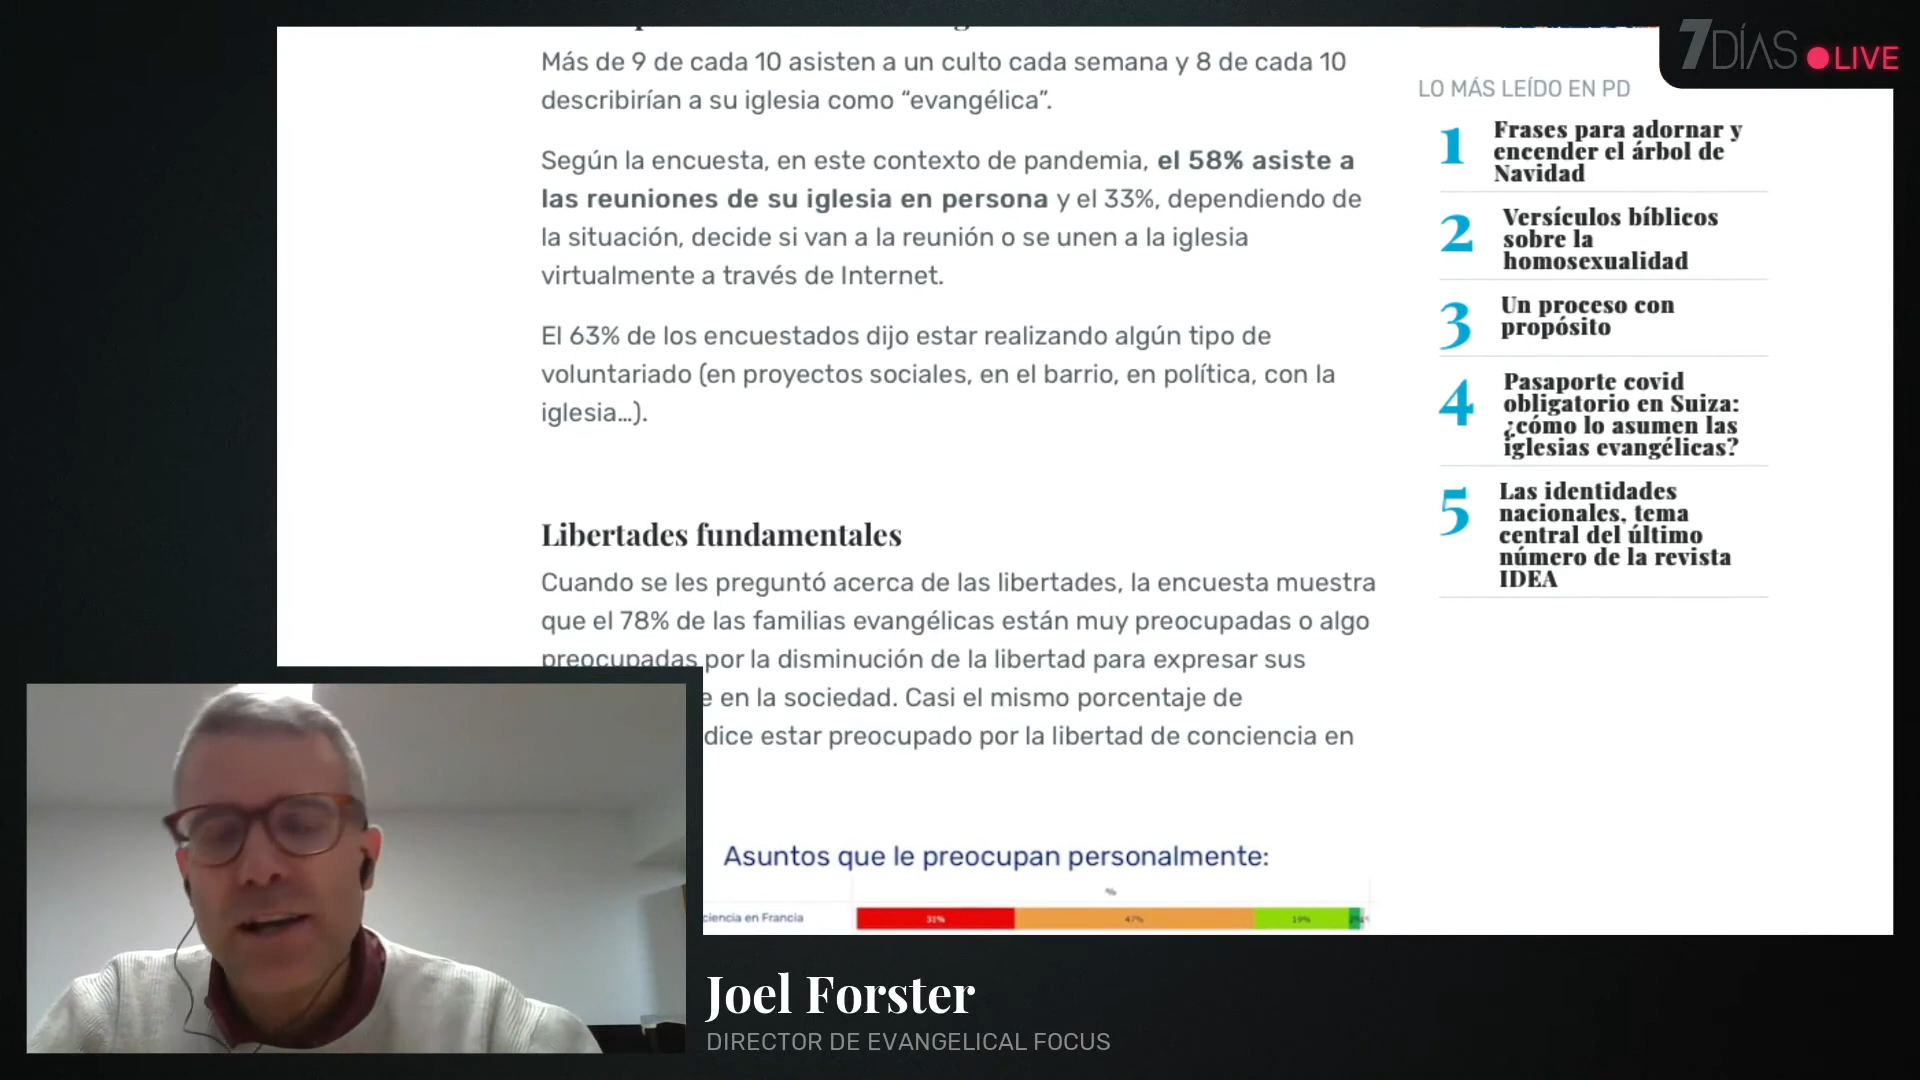 7DÍAS LIVE
Más de 9 de cada 10 asisten a un culto cada semana y 8 de cada 10
describirían a su iglesia como “evangélica”.
Según la encuesta, en este contexto de pandemia, el 58% asiste a
las reuniones de su iglesia en persona y el 33%, dependiendo de
la situación, decide si van a la reunión o se unen a la iglesia
virtualmente a través de Internet.
El 63% de los encuestados dijo estar realizando algún tipo de
voluntariado (en proyectos sociales, en el barrio, en política, con la
iglesia...).
Libertades fundamentales
Cuando se les preguntó acerca de las libertades, la encuesta muestra
que el 78% de las familias evangélicas están muy preocupadas o algo
preocupadas por la disminución de la libertad para expresar sus
e en la sociedad. Casi el mismo porcentaje de
dice estar preocupado por la libertad de conciencia en
Asuntos que le preocupan personalmente:
%
ciencia en Francia 31% 47% 19%
LO MÁS LEÍDO EN PD
1 Frases para adornar y
encender el árbol de
Navidad
2 Versículos bíblicos
sobre la
homosexualidad
3 Un proceso con
propósito
4 Pasaporte covid
obligatorio en Suiza:
¿cómo lo asumen las
iglesias evangélicas?
5 Las identidades
nacionales, tema
central del último
número de la revista
IDEA
Joel Forster
DIRECTOR DE EVANGELICAL FOCUS